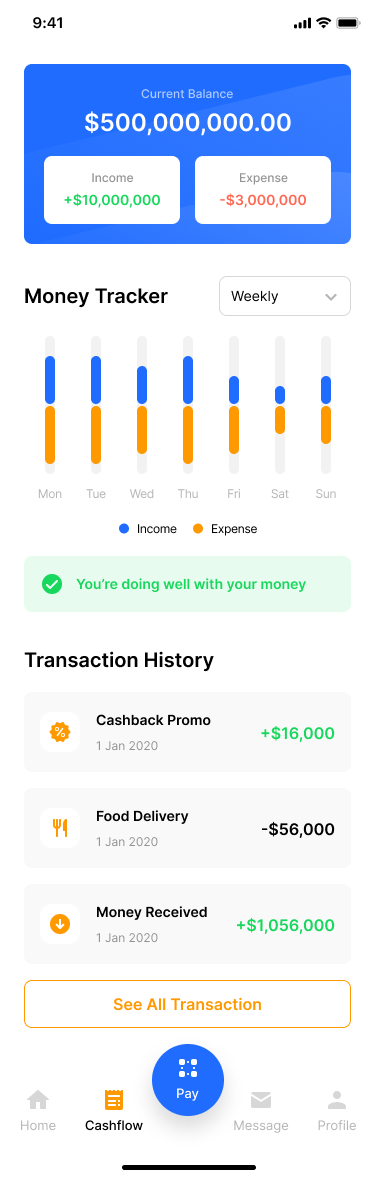 9:41
Current Balance
$500,000,000.00
Income
+$10,000,000
Expense
-$3,000,000
Money Tracker
Weekly
Mon Tue Wed Thu Fri Sat Sun
Income Expense
You’re doing well with your money
Transaction History
Cashback Promo
1 Jan 2020
+$16,000
Food Delivery
1 Jan 2020
-$56,000
Money Received
1 Jan 2020
+$1,056,000
See All Transaction
Home
Cashflow
Pay
Message
Profile